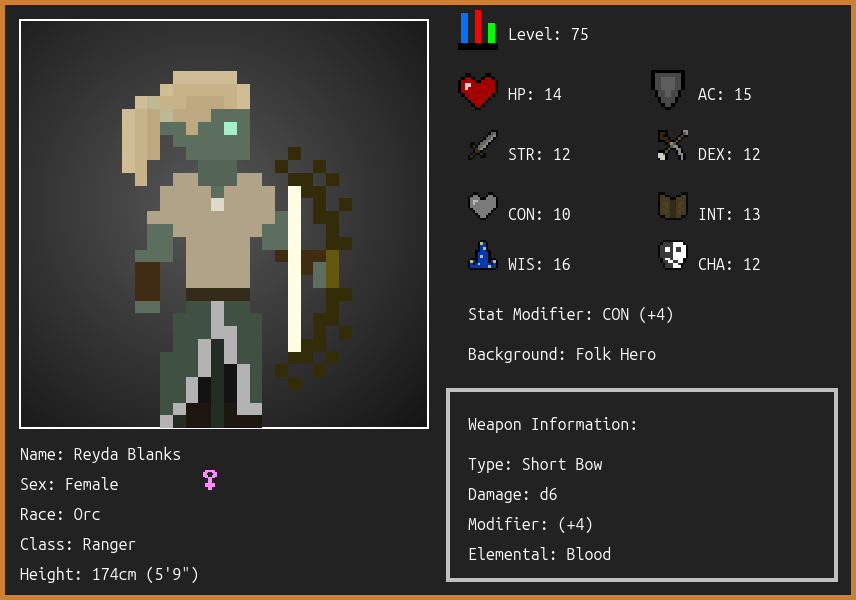 Level: 75
HP: 14
AC: 15
STR: 12
DEX: 12
CON: 10
INT: 13
WIS: 16
CHA: 12
Stat Modifier: CON (+4)
Background: Folk Hero
Weapon Information:
Type: Short Bow
Damage: d6
Modifier: (+4)
Elemental: Blood
Name: Reyda Blanks
Sex: Female
Race: Orc
Class: Ranger
Height: 174cm (5'9")